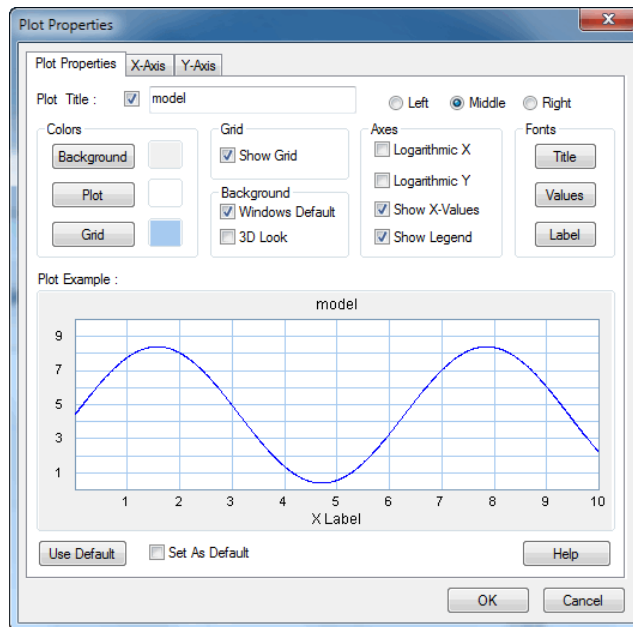 Plot Properties
Plot Properties X-Axis Y-Axis
Plot Title : model Left Middle Right
Colors
Background
Plot
Grid
Grid
Show Grid
Background
Windows Default
3D Look
Axes
Logarithmic X
Logarithmic Y
Show X-Values
Show Legend
Fonts
Title
Values
Label
Plot Example :
model
9
7
5
3
1
1 2 3 4 5 6 7 8 9 10
X Label
Use Default Set As Default Help
OK Cancel